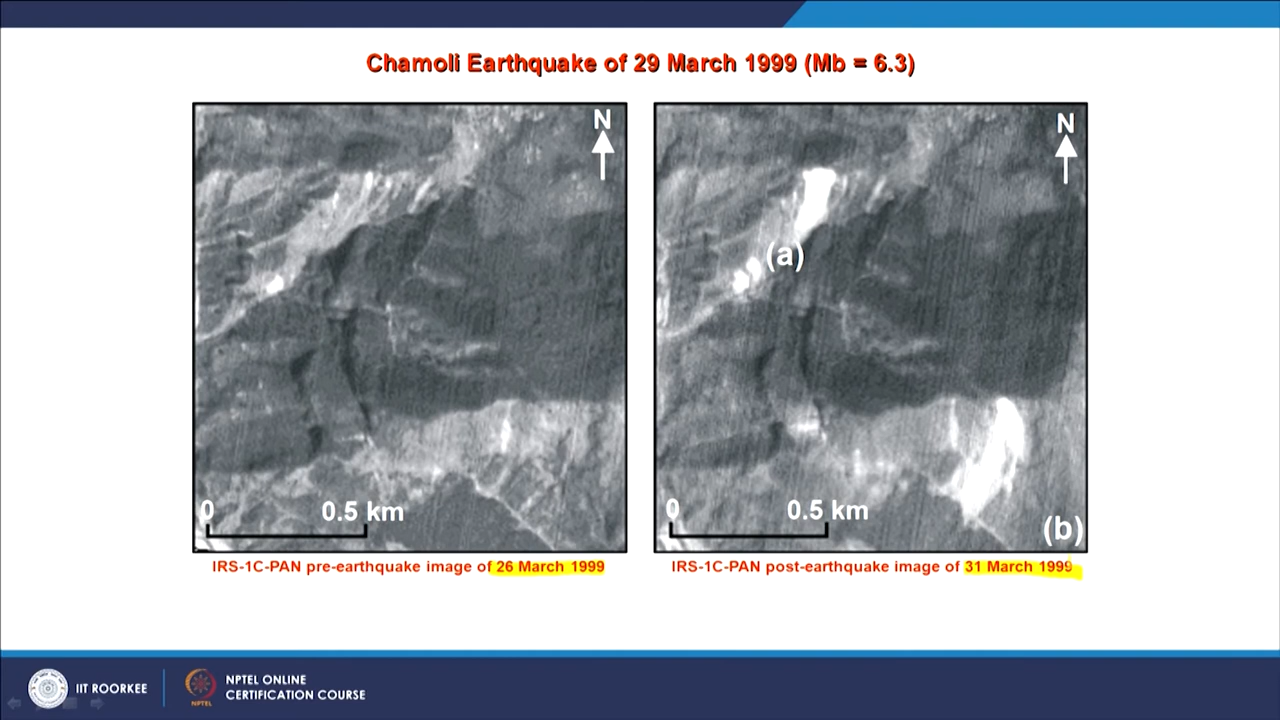 Chamoli Earthquake of 29 March 1999 (Mb = 6.3)
N
N
(a)
0 0.5 km
0 0.5 km
(b)
IRS-1C-PAN pre-earthquake image of 26 March 1999
IRS-1C-PAN post-earthquake image of 31 March 1999
IIT ROORKEE
NPTEL
NPTEL ONLINE
CERTIFICATION COURSE